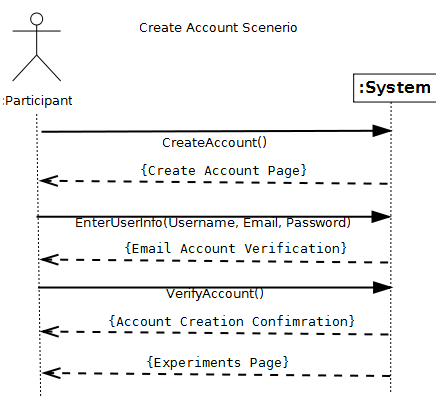 Create Account Scenerio
:System
:Participant
CreateAccount()
{Create Account Page}
EnterUserInfo(Username, Email, Password)
{Email Account Verification}
VerifyAccount()
{Account Creation Confimration}
{Experiments Page}